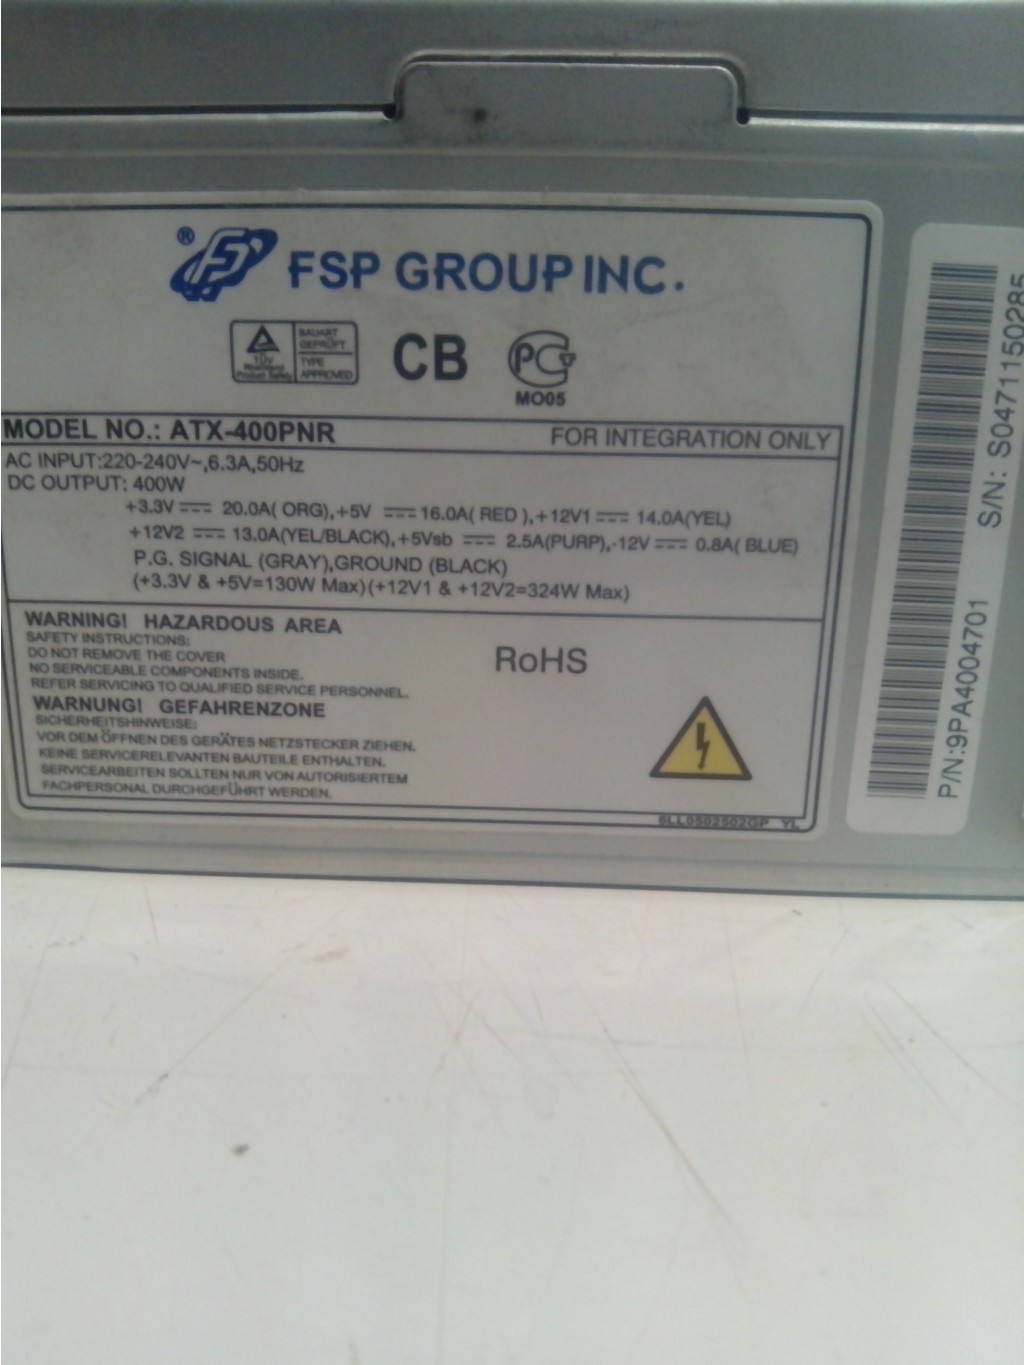 ® FSP GROUP INC.
TÜV
Rheinland
Product Safety
BAUART
GEPRÜFT
TYPE
APPROVED
CB
PC
MO05
MODEL NO.: ATX-400PNR FOR INTEGRATION ONLY
AC INPUT:220-240V~,6.3A,50Hz
DC OUTPUT: 400W
+3.3V ⎓ 20.0A( ORG),+5V ⎓ 16.0A( RED ),+12V1 ⎓ 14.0A(YEL)
+12V2 ⎓ 13.0A(YEL/BLACK),+5Vsb ⎓ 2.5A(PURP),-12V ⎓ 0.8A( BLUE)
P.G. SIGNAL (GRAY),GROUND (BLACK)
(+3.3V & +5V=130W Max)(+12V1 & +12V2=324W Max)
WARNING! HAZARDOUS AREA
SAFETY INSTRUCTIONS:
DO NOT REMOVE THE COVER
NO SERVICEABLE COMPONENTS INSIDE.
REFER SERVICING TO QUALIFIED SERVICE PERSONNEL.
WARNUNG! GEFAHRENZONE
SICHERHEITSHINWEISE:
VOR DEM ÖFFNEN DES GERÄTES NETZSTECKER ZIEHEN.
KEINE SERVICERELEVANTEN BAUTEILE ENTHALTEN.
SERVICEARBEITEN SOLLTEN NUR VON AUTORISIERTEM
FACHPERSONAL DURCHGEFÜHRT WERDEN.
RoHS
6LL0502502GP YL
P/N:9PA4004701 S/N: S0471150285